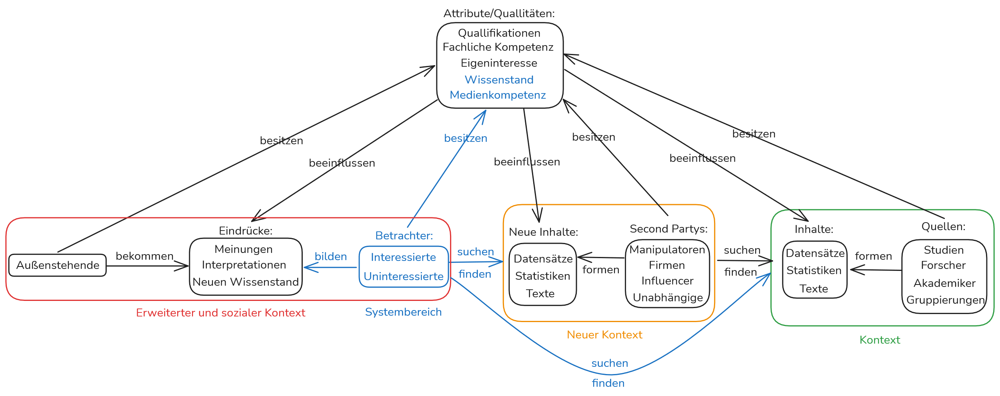 Attribute/Quallitäten:
Quallifikationen
Fachliche Kompetenz
Eigeninteresse
Wissenstand
Medienkompetenz
besitzen
beeinflussen
besitzen
beeinflussen
besitzen
beeinflussen
besitzen
Außenstehende
bekommen
Eindrücke:
Meinungen
Interpretationen
Neuen Wissenstand
bilden
Betrachter:
Interessierte
Uninteressierte
Erweiterter und sozialer Kontext
Systembereich
suchen
finden
Neue Inhalte:
Datensätze
Statistiken
Texte
formen
Second Partys:
Manipulatoren
Firmen
Influencer
Unabhängige
Neuer Kontext
suchen
finden
Inhalte:
Datensätze
Statistiken
Texte
formen
Quellen:
Studien
Forscher
Akademiker
Gruppierungen
Kontext
suchen
finden